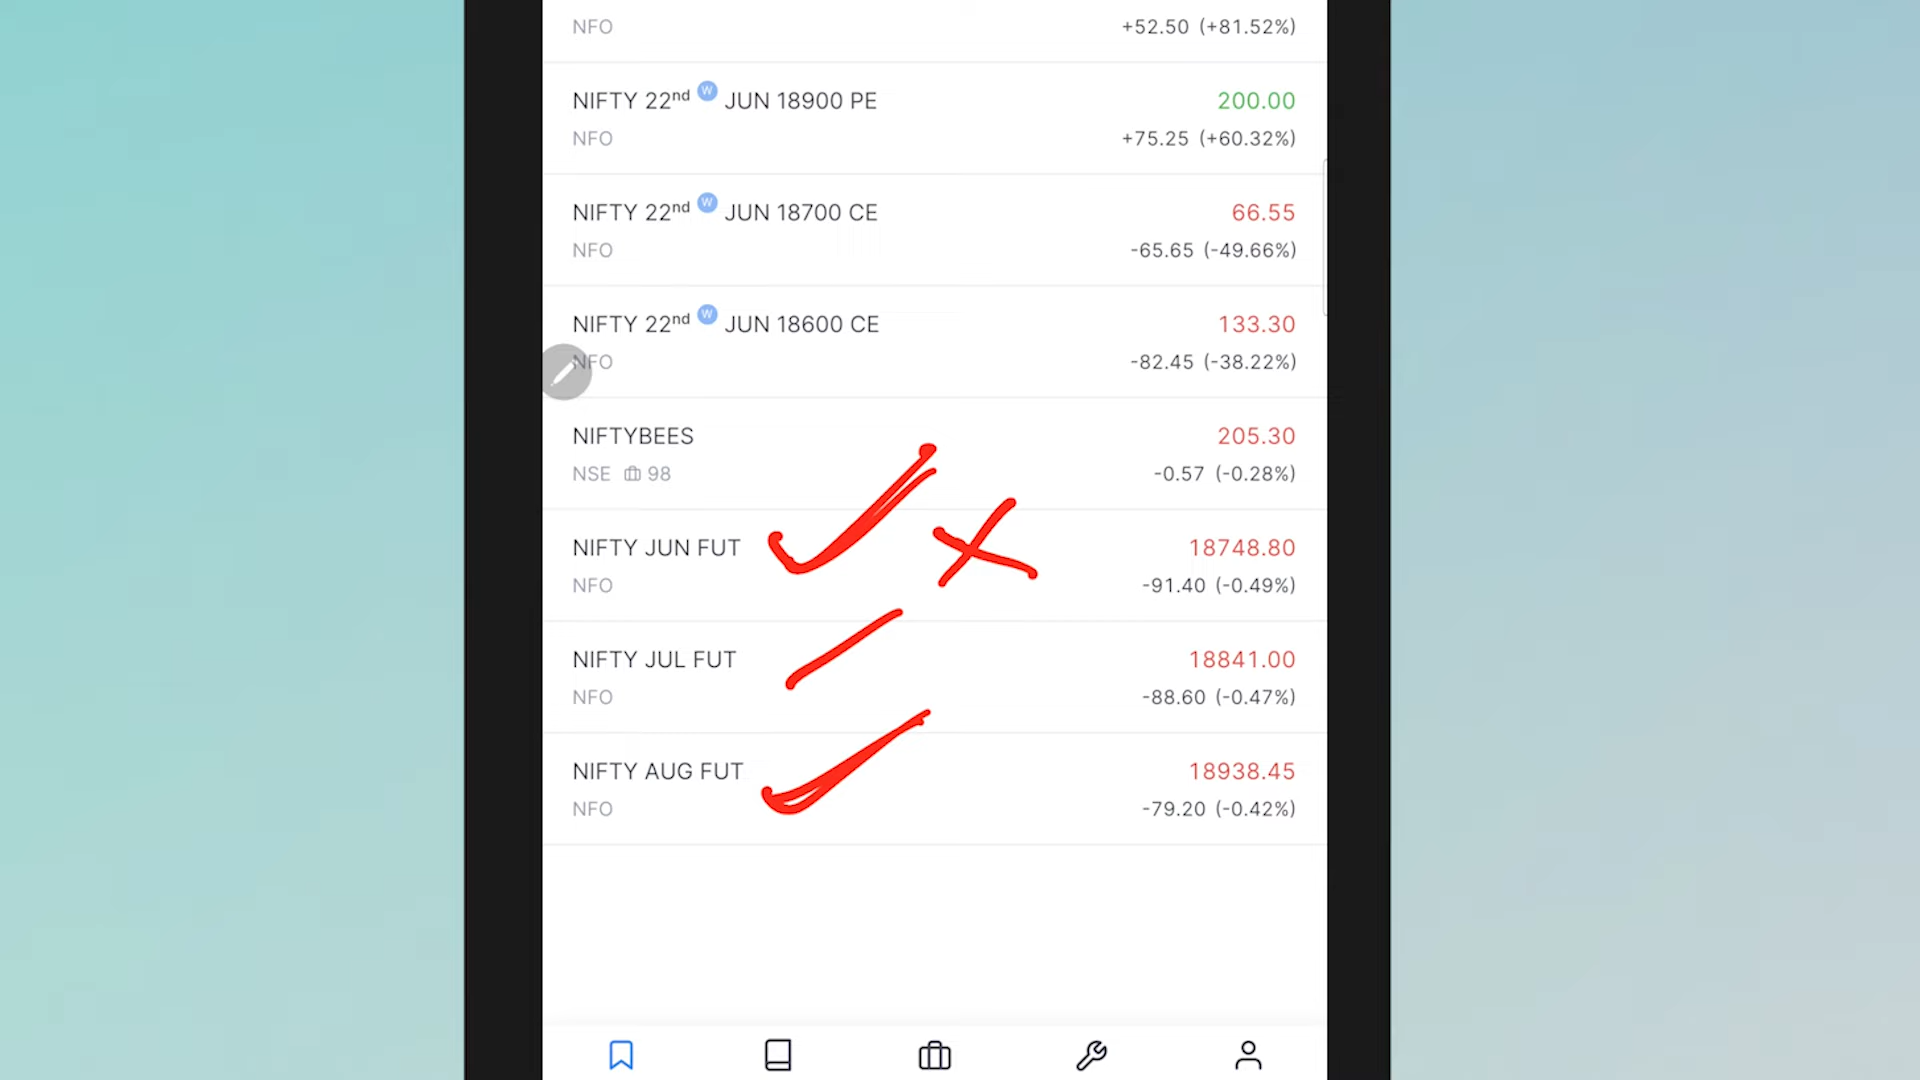 NFO +52.50 (+81.52%)
NIFTY 22nd W JUN 18900 PE 200.00
NFO +75.25 (+60.32%)
NIFTY 22nd W JUN 18700 CE 66.55
NFO -65.65 (-49.66%)
NIFTY 22nd W JUN 18600 CE 133.30
NFO -82.45 (-38.22%)
NIFTYBEES 205.30
NSE 98 -0.57 (-0.28%)
NIFTY JUN FUT 18748.80
NFO -91.40 (-0.49%)
NIFTY JUL FUT 18841.00
NFO -88.60 (-0.47%)
NIFTY AUG FUT 18938.45
NFO -79.20 (-0.42%)